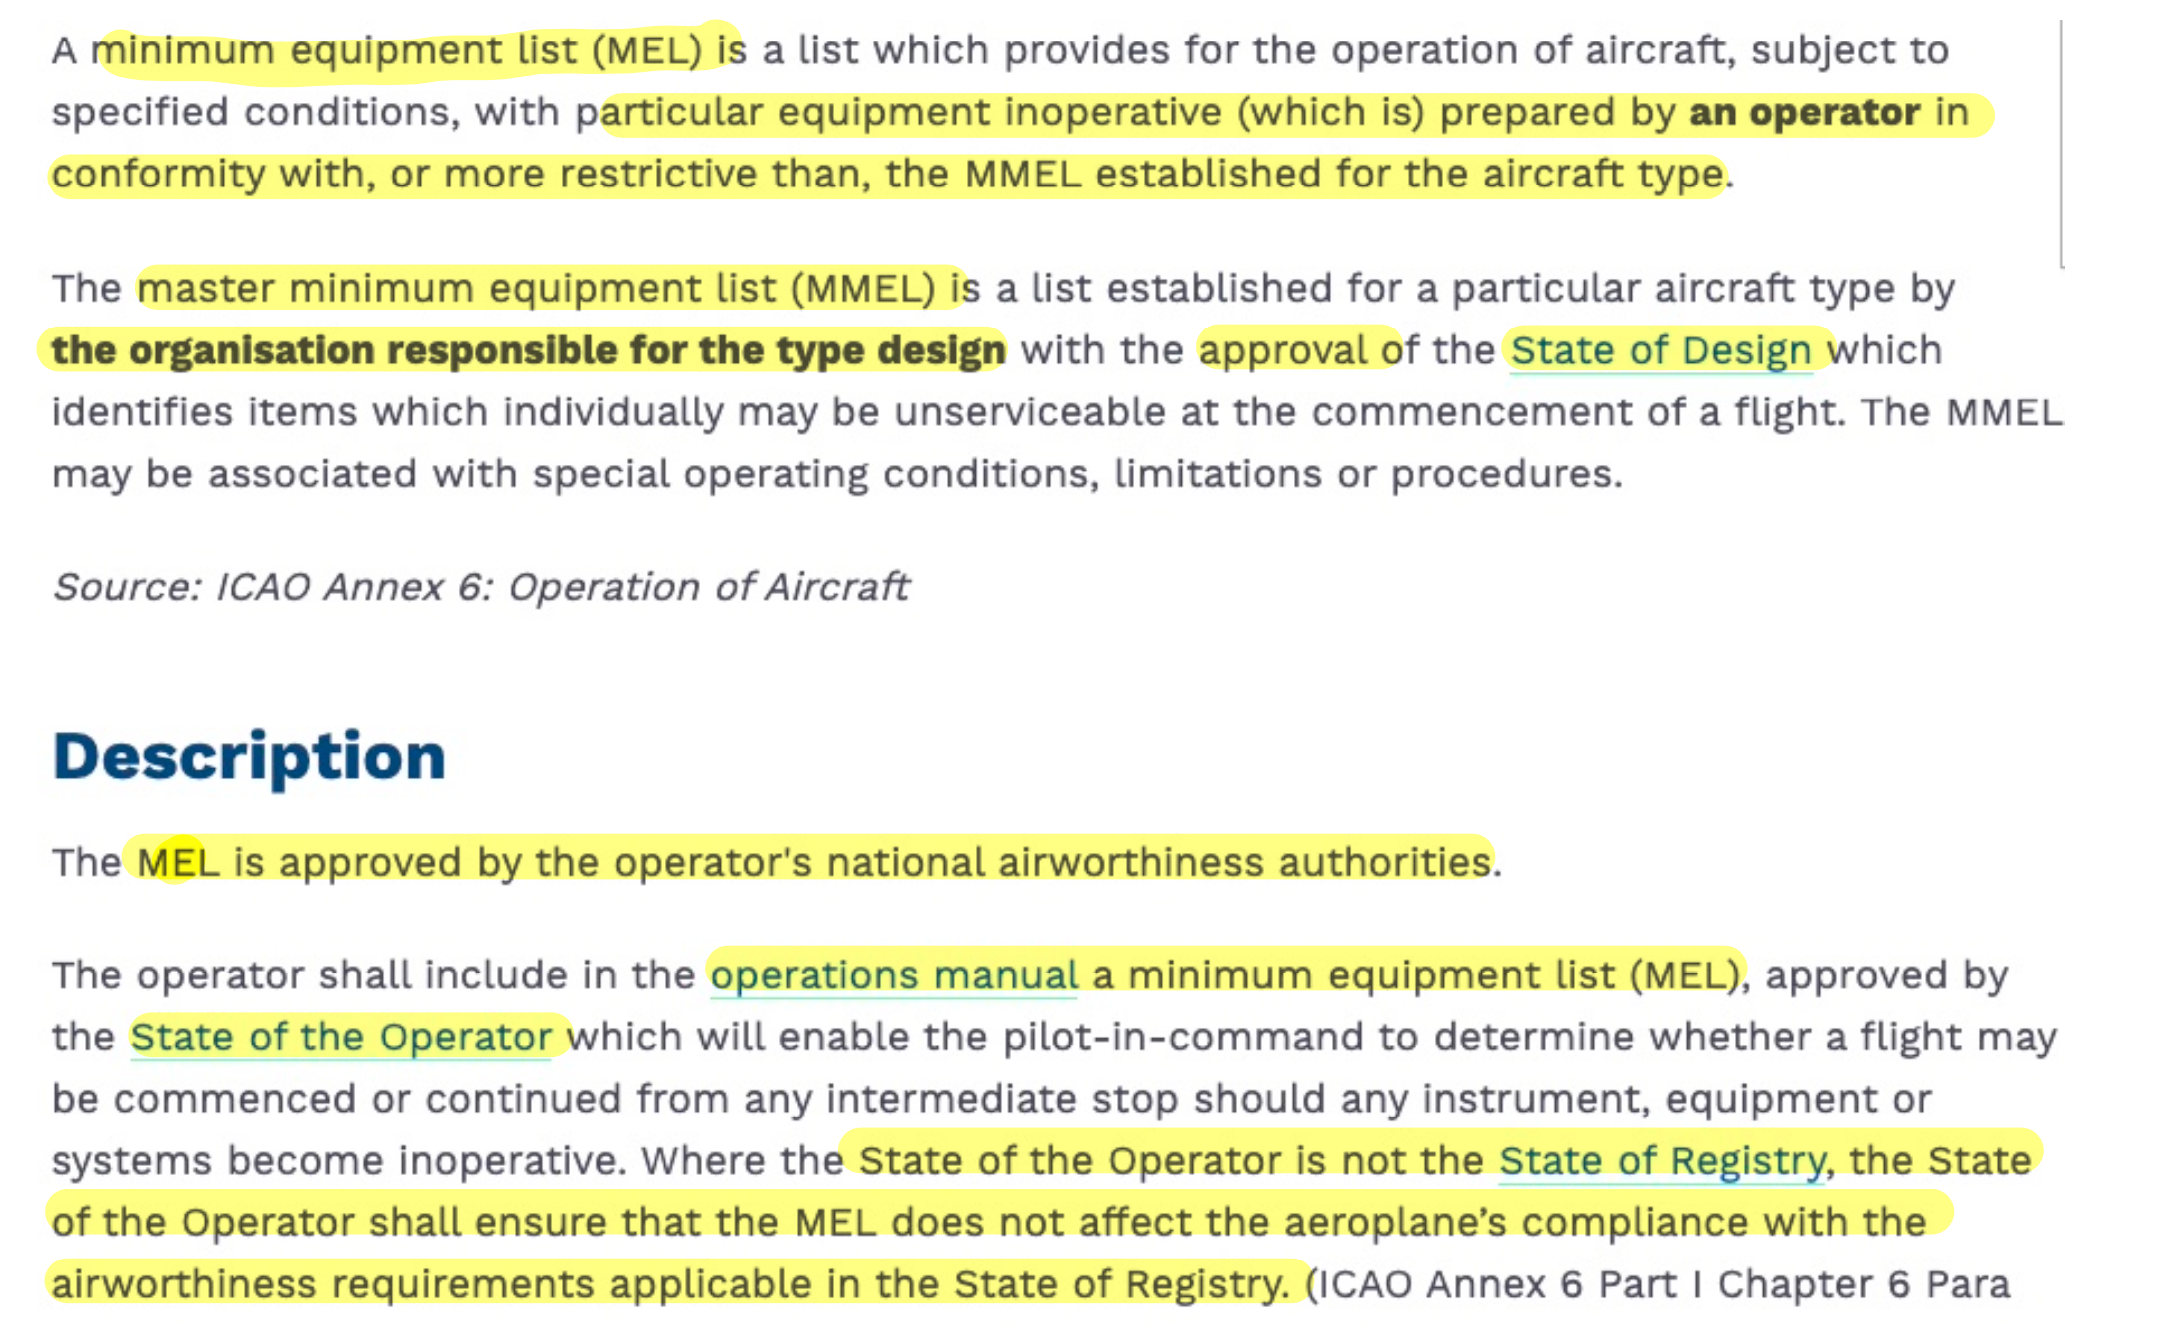 A minimum equipment list (MEL) is a list which provides for the operation of aircraft, subject to
specified conditions, with particular equipment inoperative (which is) prepared by an operator in
conformity with, or more restrictive than, the MMEL established for the aircraft type.
The master minimum equipment list (MMEL) is a list established for a particular aircraft type by
the organisation responsible for the type design with the approval of the State of Design which
identifies items which individually may be unserviceable at the commencement of a flight. The MMEL
may be associated with special operating conditions, limitations or procedures.
Source: ICAO Annex 6: Operation of Aircraft
Description
The MEL is approved by the operator's national airworthiness authorities.
The operator shall include in the operations manual a minimum equipment list (MEL), approved by
the State of the Operator which will enable the pilot-in-command to determine whether a flight may
be commenced or continued from any intermediate stop should any instrument, equipment or
systems become inoperative. Where the State of the Operator is not the State of Registry, the State
of the Operator shall ensure that the MEL does not affect the aeroplane’s compliance with the
airworthiness requirements applicable in the State of Registry. (ICAO Annex 6 Part I Chapter 6 Para